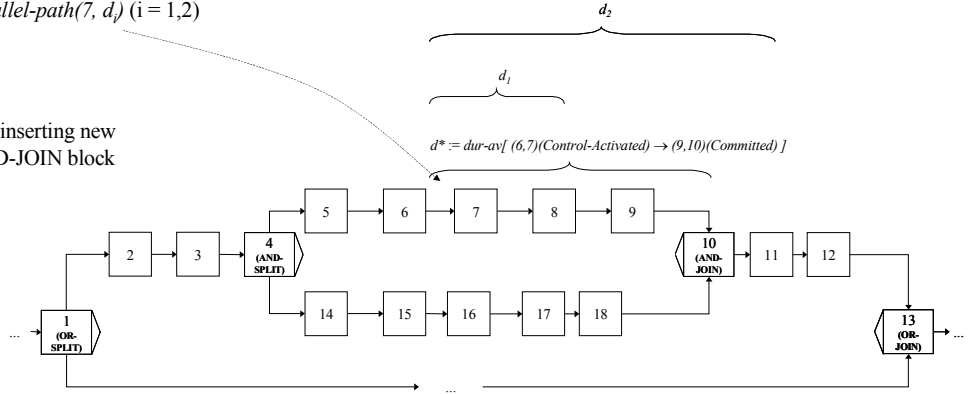 allel-path(7, dᵢ) (i = 1,2)
d₂
d₁
inserting new
D-JOIN block
d* := dur-av[ (6,7)(Control-Activated) → (9,10)(Committed) ]
5
6
7
8
9
2
3
4
(AND-
SPLIT)
10
(AND-
JOIN)
11
12
14
15
16
17
18
...
1
(OR-
SPLIT)
13
(OR-
JOIN)
...
...